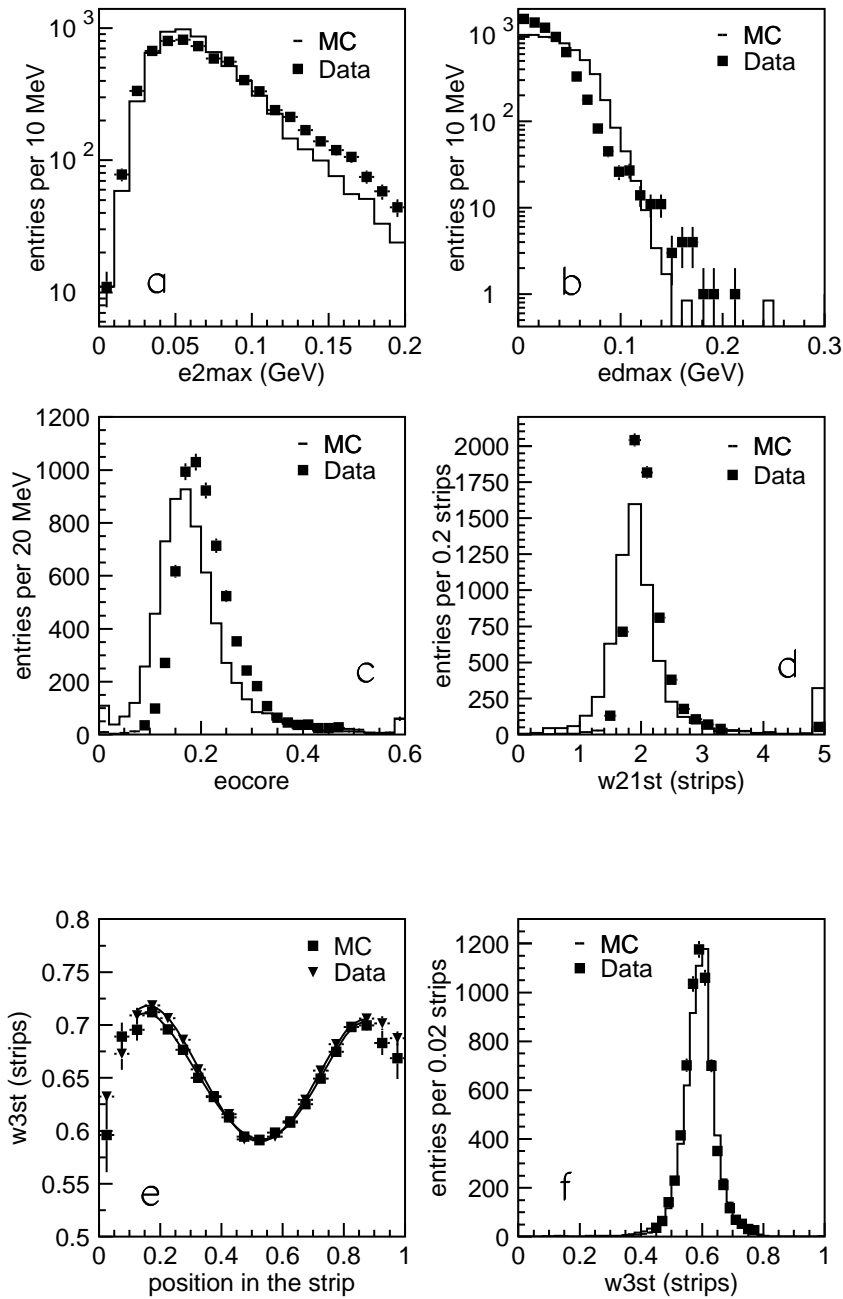 10 3
10 2
10
entries per 10 MeV
MC
Data
a
0 0.05 0.1 0.15 0.2
e2max (GeV)
10 3
10 2
10
1
entries per 10 MeV
MC
Data
b
0 0.1 0.2 0.3
edmax (GeV)
1200
1000
800
600
400
200
0
entries per 20 MeV
MC
Data
c
0 0.2 0.4 0.6
eocore
2000
1750
1500
1250
1000
750
500
250
0
entries per 0.2 strips
MC
Data
d
0 1 2 3 4 5
w21st (strips)
0.8
0.75
0.7
0.65
0.6
0.55
0.5
w3st (strips)
MC
Data
e
0 0.2 0.4 0.6 0.8 1
position in the strip
1200
1000
800
600
400
200
0
entries per 0.02 strips
MC
Data
f
0 0.2 0.4 0.6 0.8 1
w3st (strips)